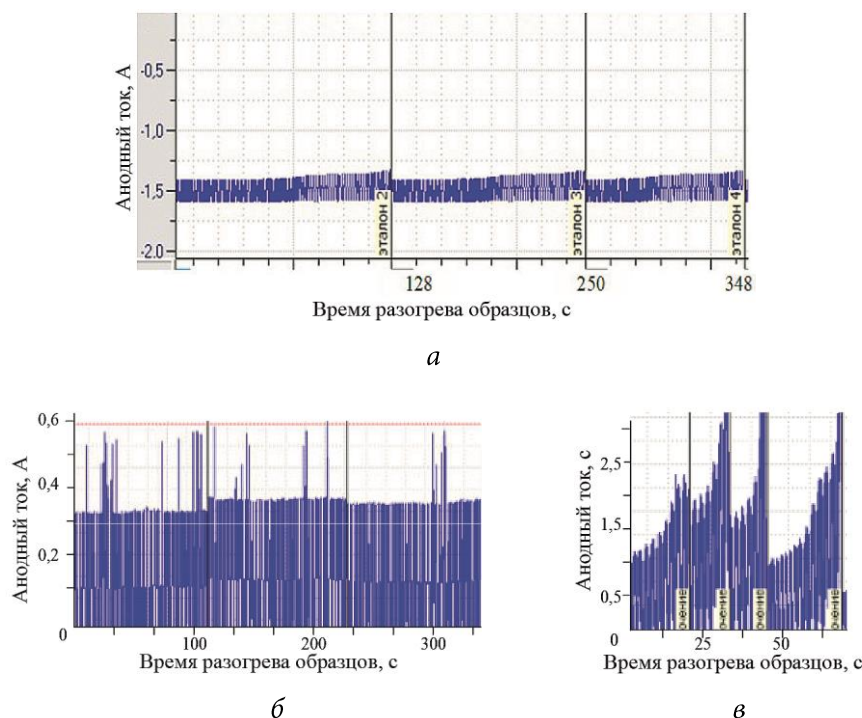 Анодный ток, А
-0,5
-1,0
-1,5
-2.0
эталон 2
эталон 3
эталон 4
128 250 348
Время разогрева образцов, с
а
Анодный ток, А
0,6
0,4
0,2
0
100 200 300
Время разогрева образцов, с
б
Анодный ток, с
2,5
1,5
0,5
0
25 50
Время разогрева образцов, с
в